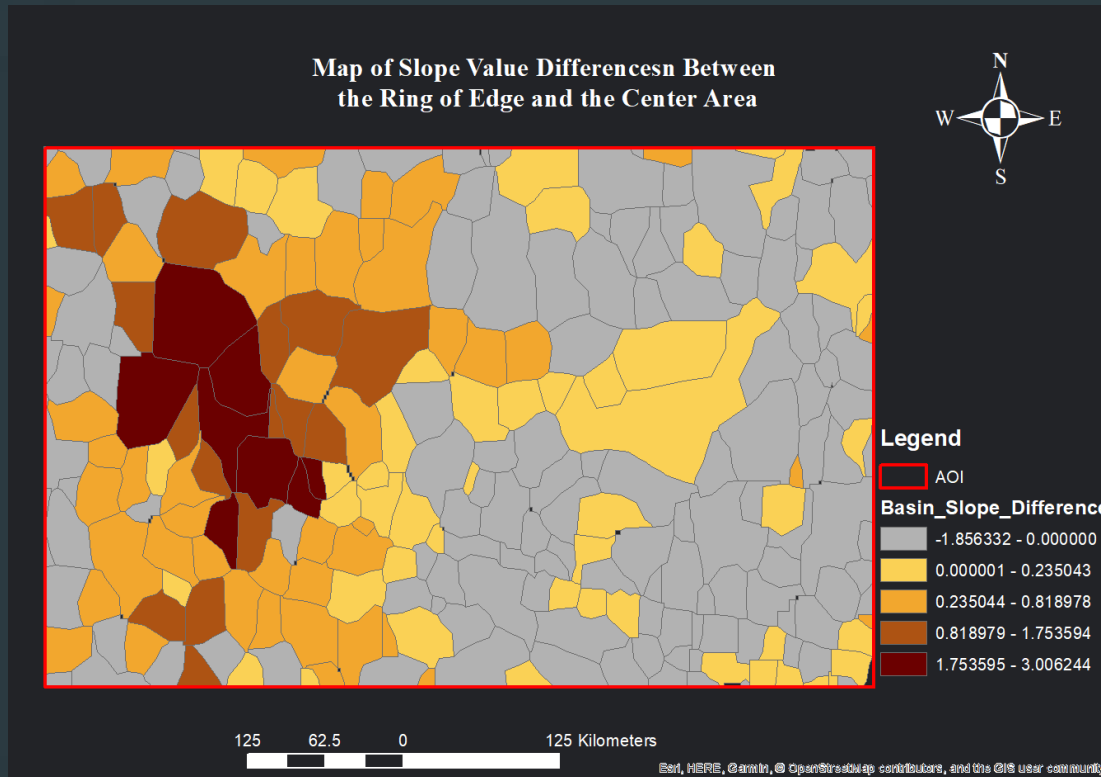 Map of Slope Value Differencesn Between
the Ring of Edge and the Center Area
N
W E
S
Legend
AOI
Basin_Slope_Difference
-1.856332 - 0.000000
0.000001 - 0.235043
0.235044 - 0.818978
0.818979 - 1.753594
1.753595 - 3.006244
125 62.5 0 125 Kilometers
Esri, HERE, Garmin, © OpenStreetMap contributors, and the GIS user community